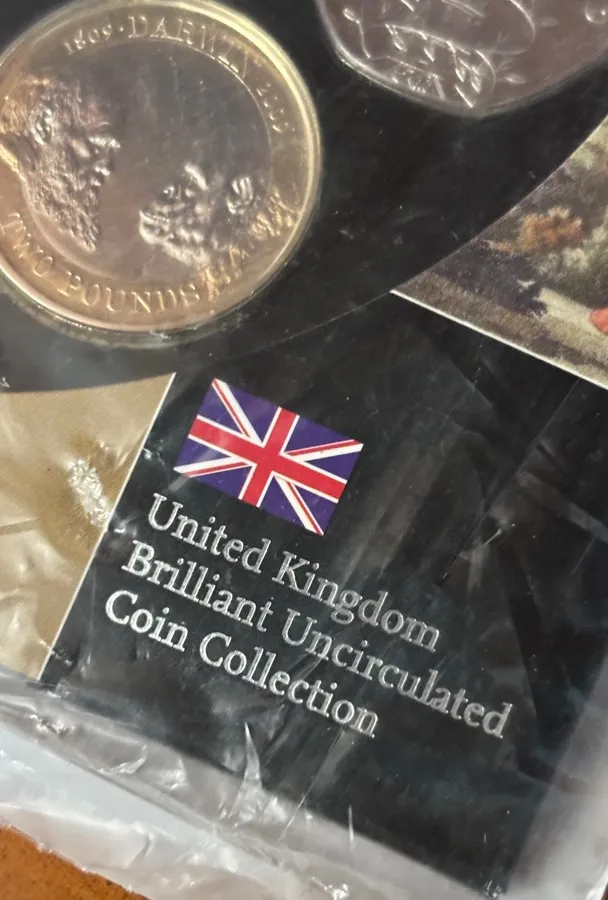 1809·DARWIN 2009
TWO POUNDS
United Kingdom
Brilliant Uncirculated
Coin Collection